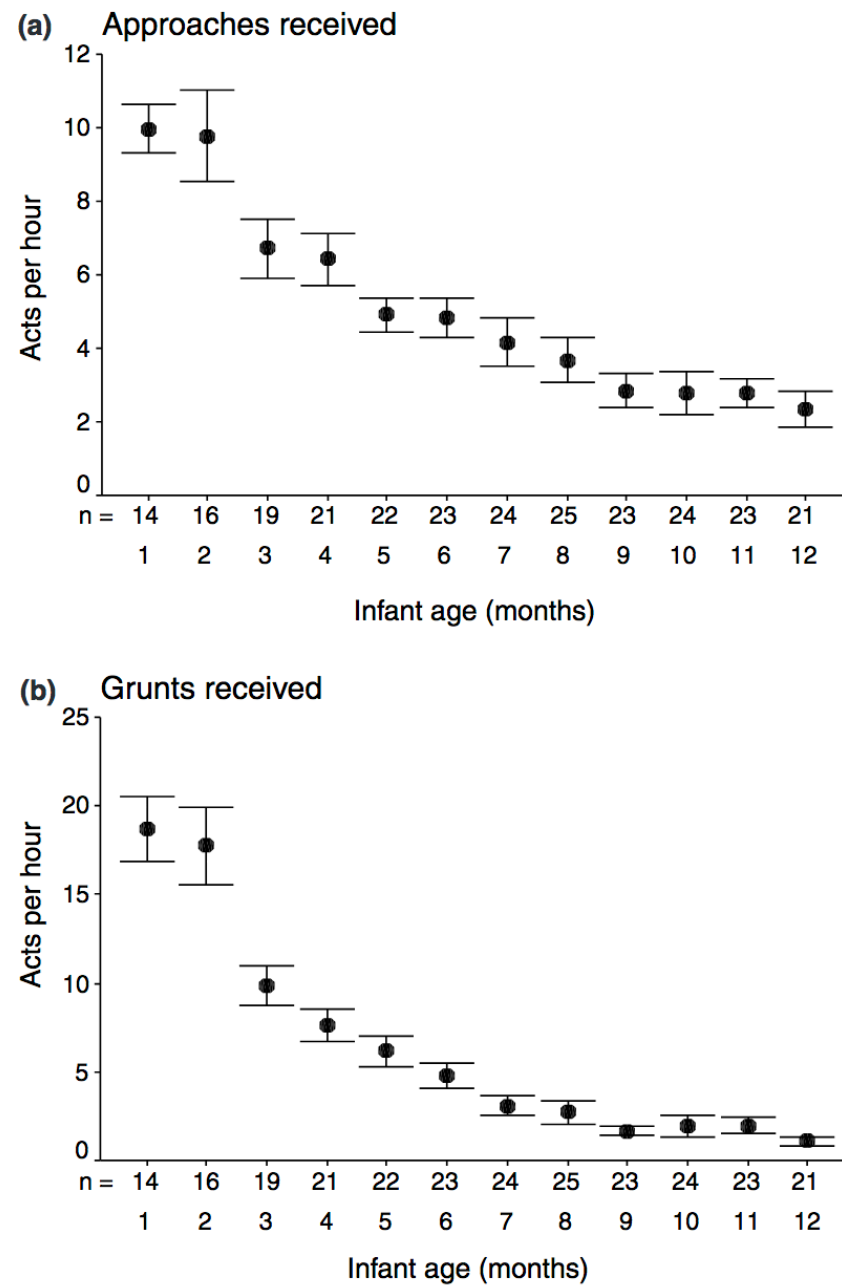 (a) Approaches received
12
10
8
6
4
2
0
Acts per hour
n = 14 16 19 21 22 23 24 25 23 24 23 21
1 2 3 4 5 6 7 8 9 10 11 12
Infant age (months)
(b) Grunts received
25
20
15
10
5
0
Acts per hour
n = 14 16 19 21 22 23 24 25 23 24 23 21
1 2 3 4 5 6 7 8 9 10 11 12
Infant age (months)